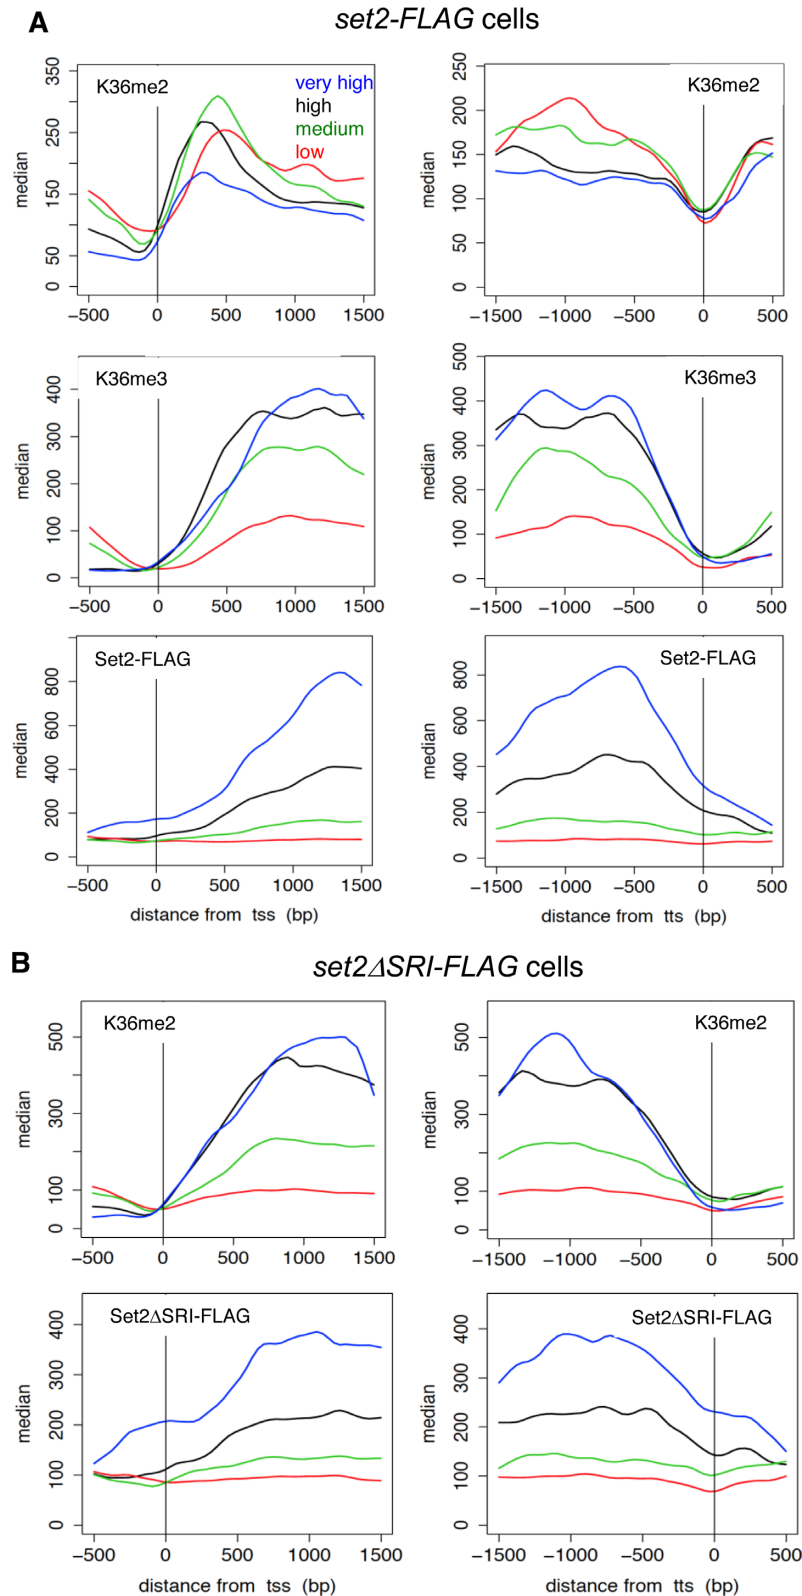 A
set2-FLAG cells
K36me2
very high
high
medium
low
median
350
250
150
50
0
−500 0 500 1000 1500
K36me2
median
250
200
150
100
50
0
−1500 −1000 −500 0 500
K36me3
median
400
300
200
100
0
−500 0 500 1000 1500
K36me3
median
500
400
300
200
100
0
−1500 −1000 −500 0 500
Set2-FLAG
median
800
600
400
200
0
−500 0 500 1000 1500
distance from tss (bp)
Set2-FLAG
median
800
600
400
200
0
−1500 −1000 −500 0 500
distance from tts (bp)
B
set2ΔSRI-FLAG cells
K36me2
median
500
300
100
0
−500 0 500 1000 1500
K36me2
median
500
300
100
0
−1500 −1000 −500 0 500
Set2ΔSRI-FLAG
median
400
300
200
100
0
−500 0 500 1000 1500
distance from tss (bp)
Set2ΔSRI-FLAG
median
400
300
200
100
0
−1500 −1000 −500 0 500
distance from tts (bp)